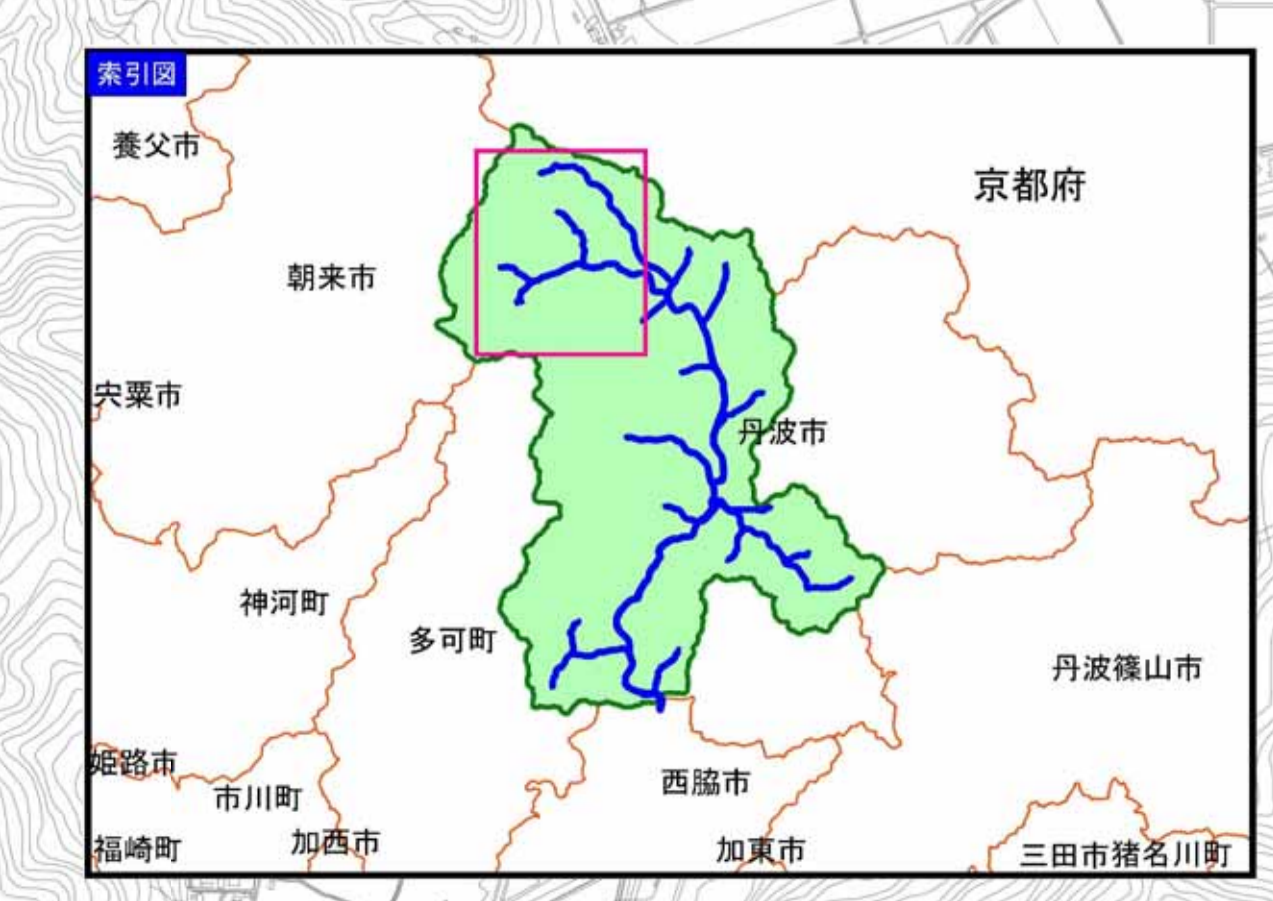 索引図
養父市
京都府
朝来市
宍粟市
丹波市
神河町
多可町
丹波篠山市
姫路市
西脇市
市川町
加西市
福崎町
加東市
三田市猪名川町